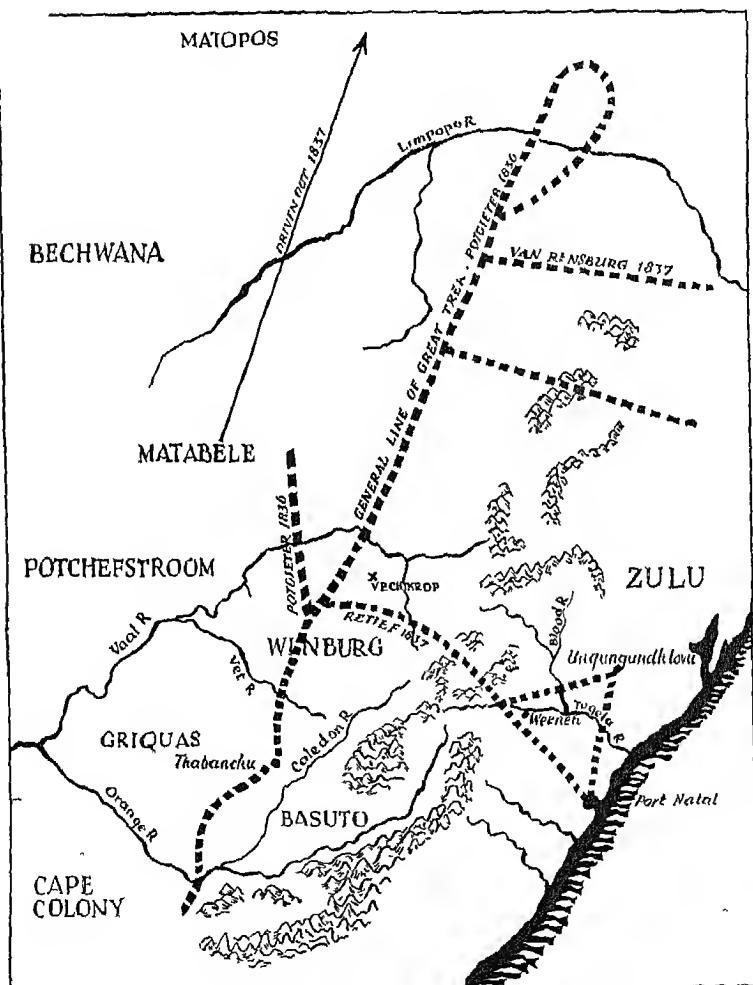 MATOPOS
Limpopo R
DRIVEN OUT 1837
BECHWANA
GENERAL LINE OF GREAT TREK. POTGIETER 1836
VAN RENSBURG 1837
MATABELE
POTGIETER 1836
POTCHEFSTROOM
VECHTKROP
ZULU
Vaal R
Vet R
WINBURG
RETIEF 1837
Blood R
Unqungundhlovu
Weenen
Tugela R
GRIQUAS
Thabanchu
Caledon R
Port Natal
Orange R
BASUTO
CAPE
COLONY